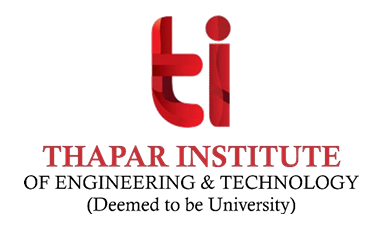 ti
THAPAR INSTITUTE
OF ENGINEERING & TECHNOLOGY
(Deemed to be University)